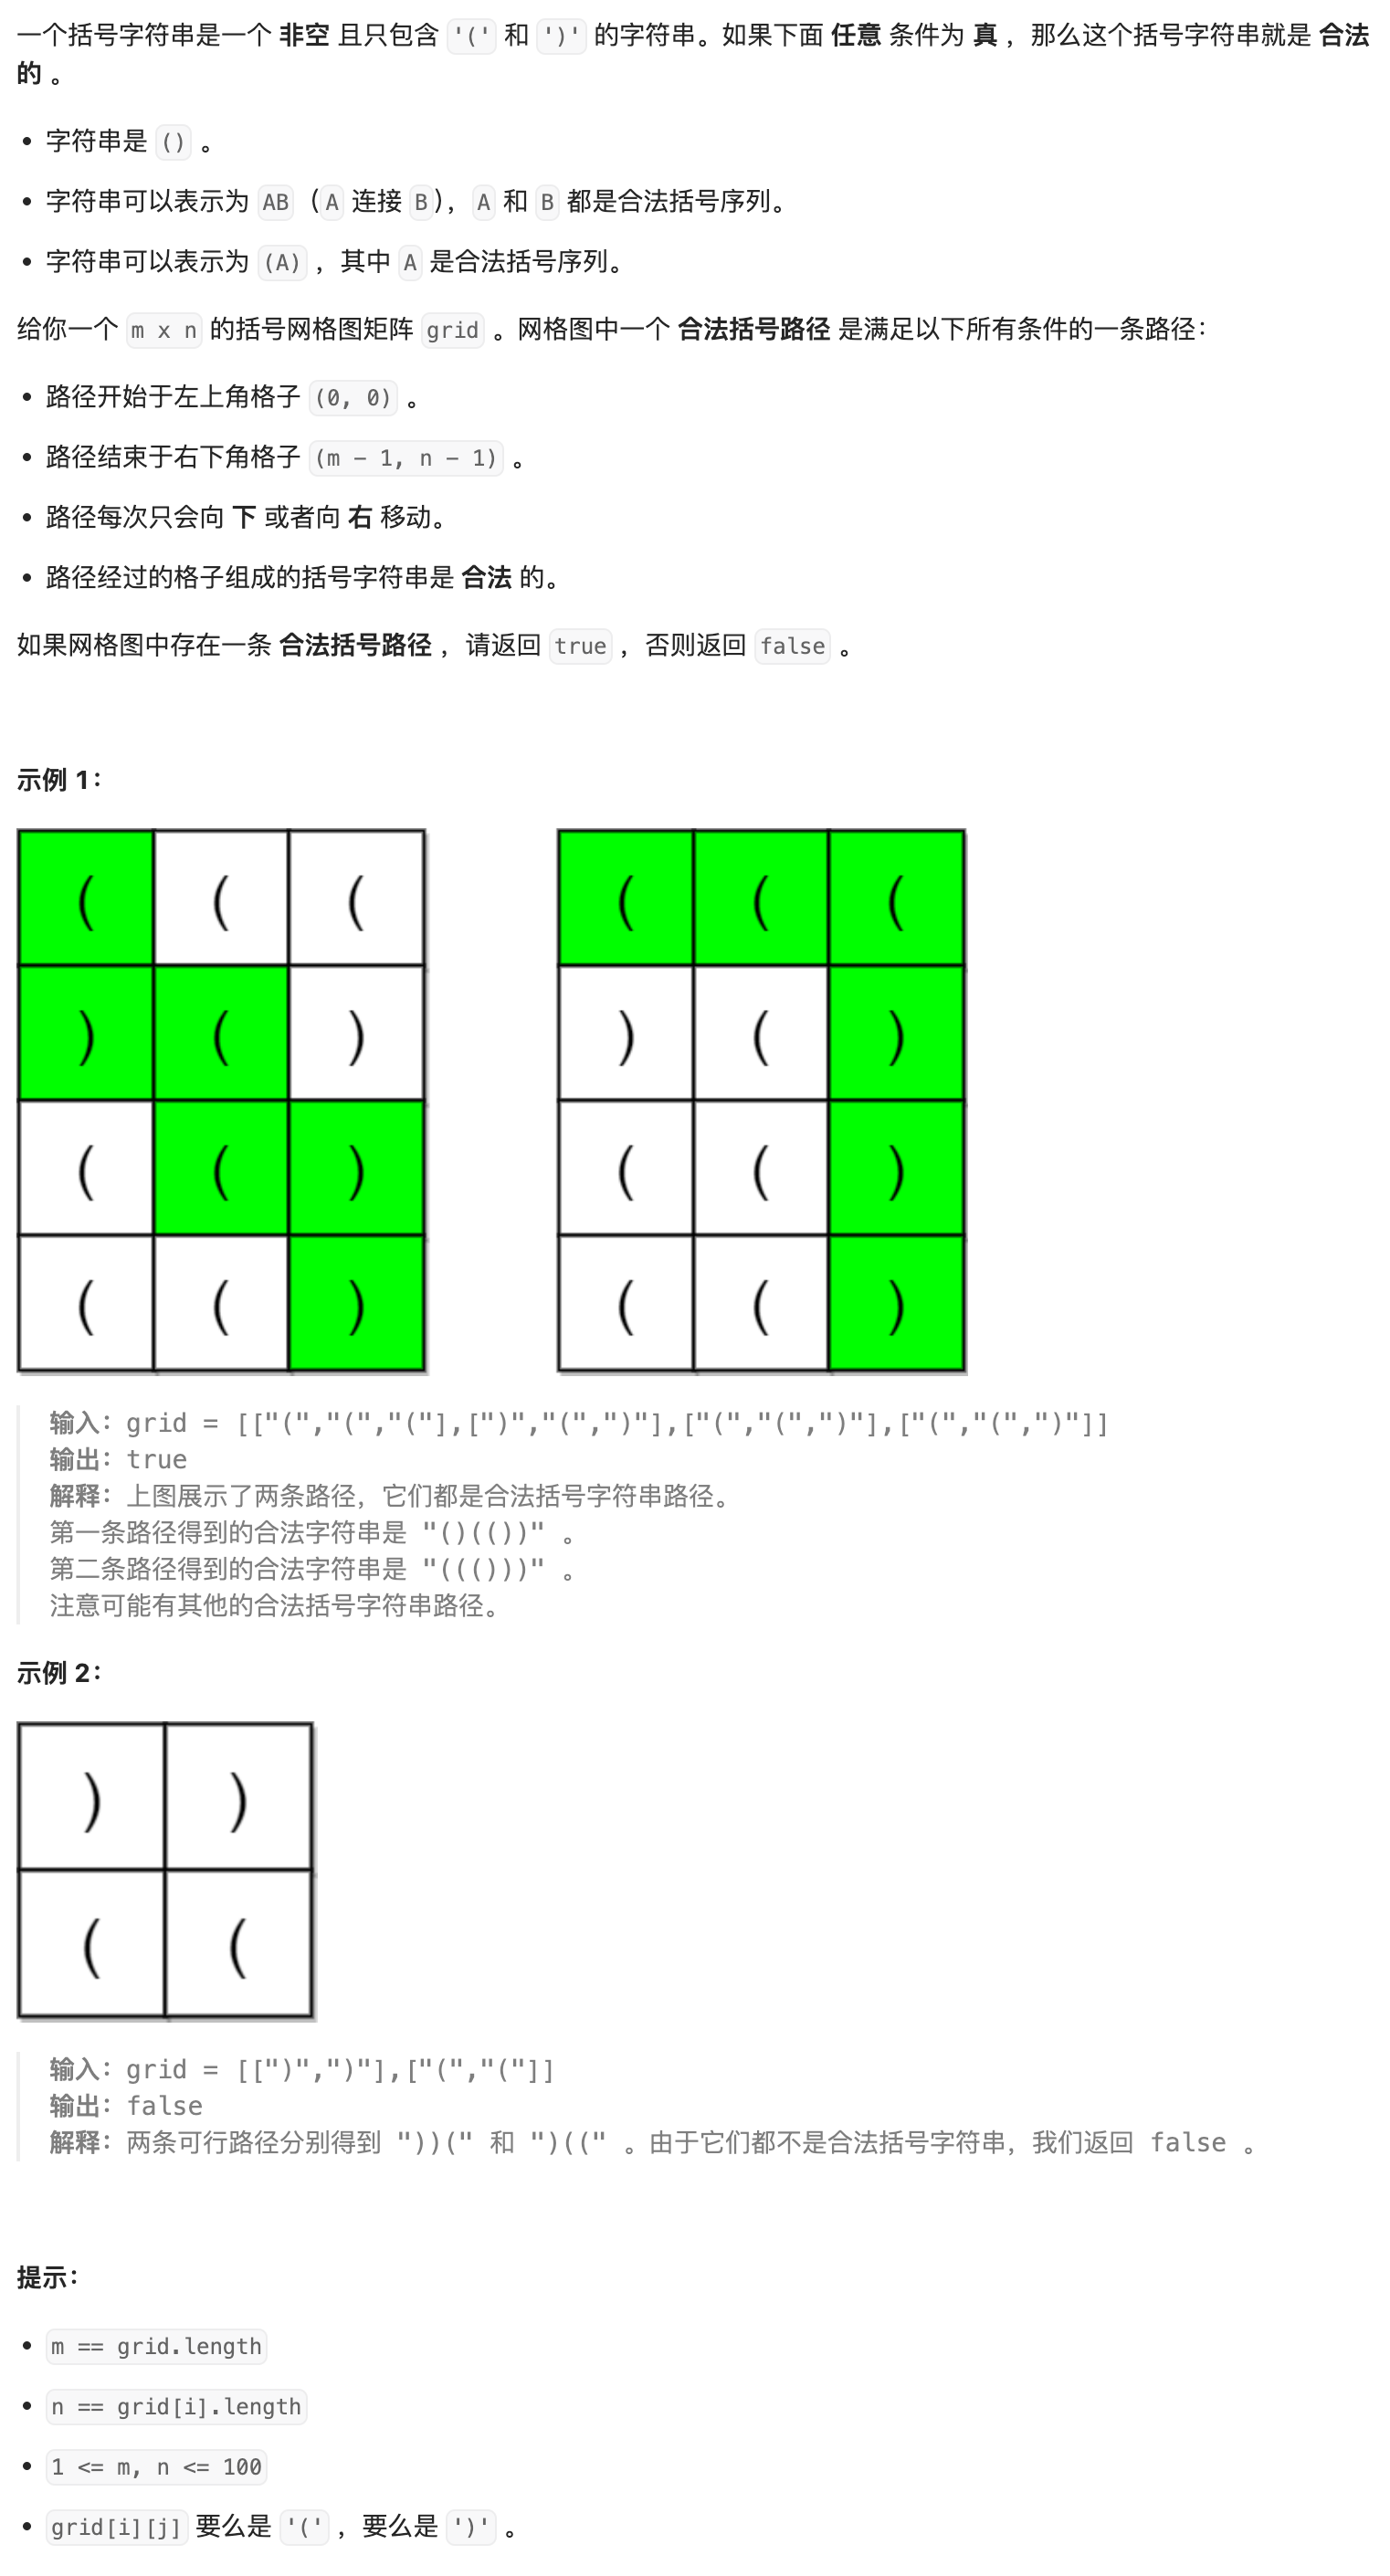 一个括号字符串是一个 非空 且只包含 '(' 和 ')' 的字符串。如果下面 任意 条件为 真 ，那么这个括号字符串就是 合法
的 。
• 字符串是 () 。
• 字符串可以表示为 AB（A 连接 B），A 和 B 都是合法括号序列。
• 字符串可以表示为 (A) ，其中 A 是合法括号序列。
给你一个 m x n 的括号网格图矩阵 grid 。网格图中一个 合法括号路径 是满足以下所有条件的一条路径：
• 路径开始于左上角格子 (0, 0) 。
• 路径结束于右下角格子 (m - 1, n - 1) 。
• 路径每次只会向 下 或者向 右 移动。
• 路径经过的格子组成的括号字符串是 合法 的。
如果网格图中存在一条 合法括号路径 ，请返回 true ，否则返回 false 。
示例 1：
( ( ( ( ( (
) ( ) ) ( )
( ( ) ( ( )
( ( ) ( ( )
输入：grid = [["(","(","("],[")","(",")"],["(","(",")"],["(","(",")"]]
输出：true
解释：上图展示了两条路径，它们都是合法括号字符串路径。
第一条路径得到的合法字符串是 "()(())" 。
第二条路径得到的合法字符串是 "((()))" 。
注意可能有其他的合法括号字符串路径。
示例 2：
) )
( (
输入：grid = [[")",")"],["(","("]]
输出：false
解释：两条可行路径分别得到 "))(" 和 ")((" 。由于它们都不是合法括号字符串，我们返回 false 。
提示：
• m == grid.length
• n == grid[i].length
• 1 <= m, n <= 100
• grid[i][j] 要么是 '(' ，要么是 ')' 。